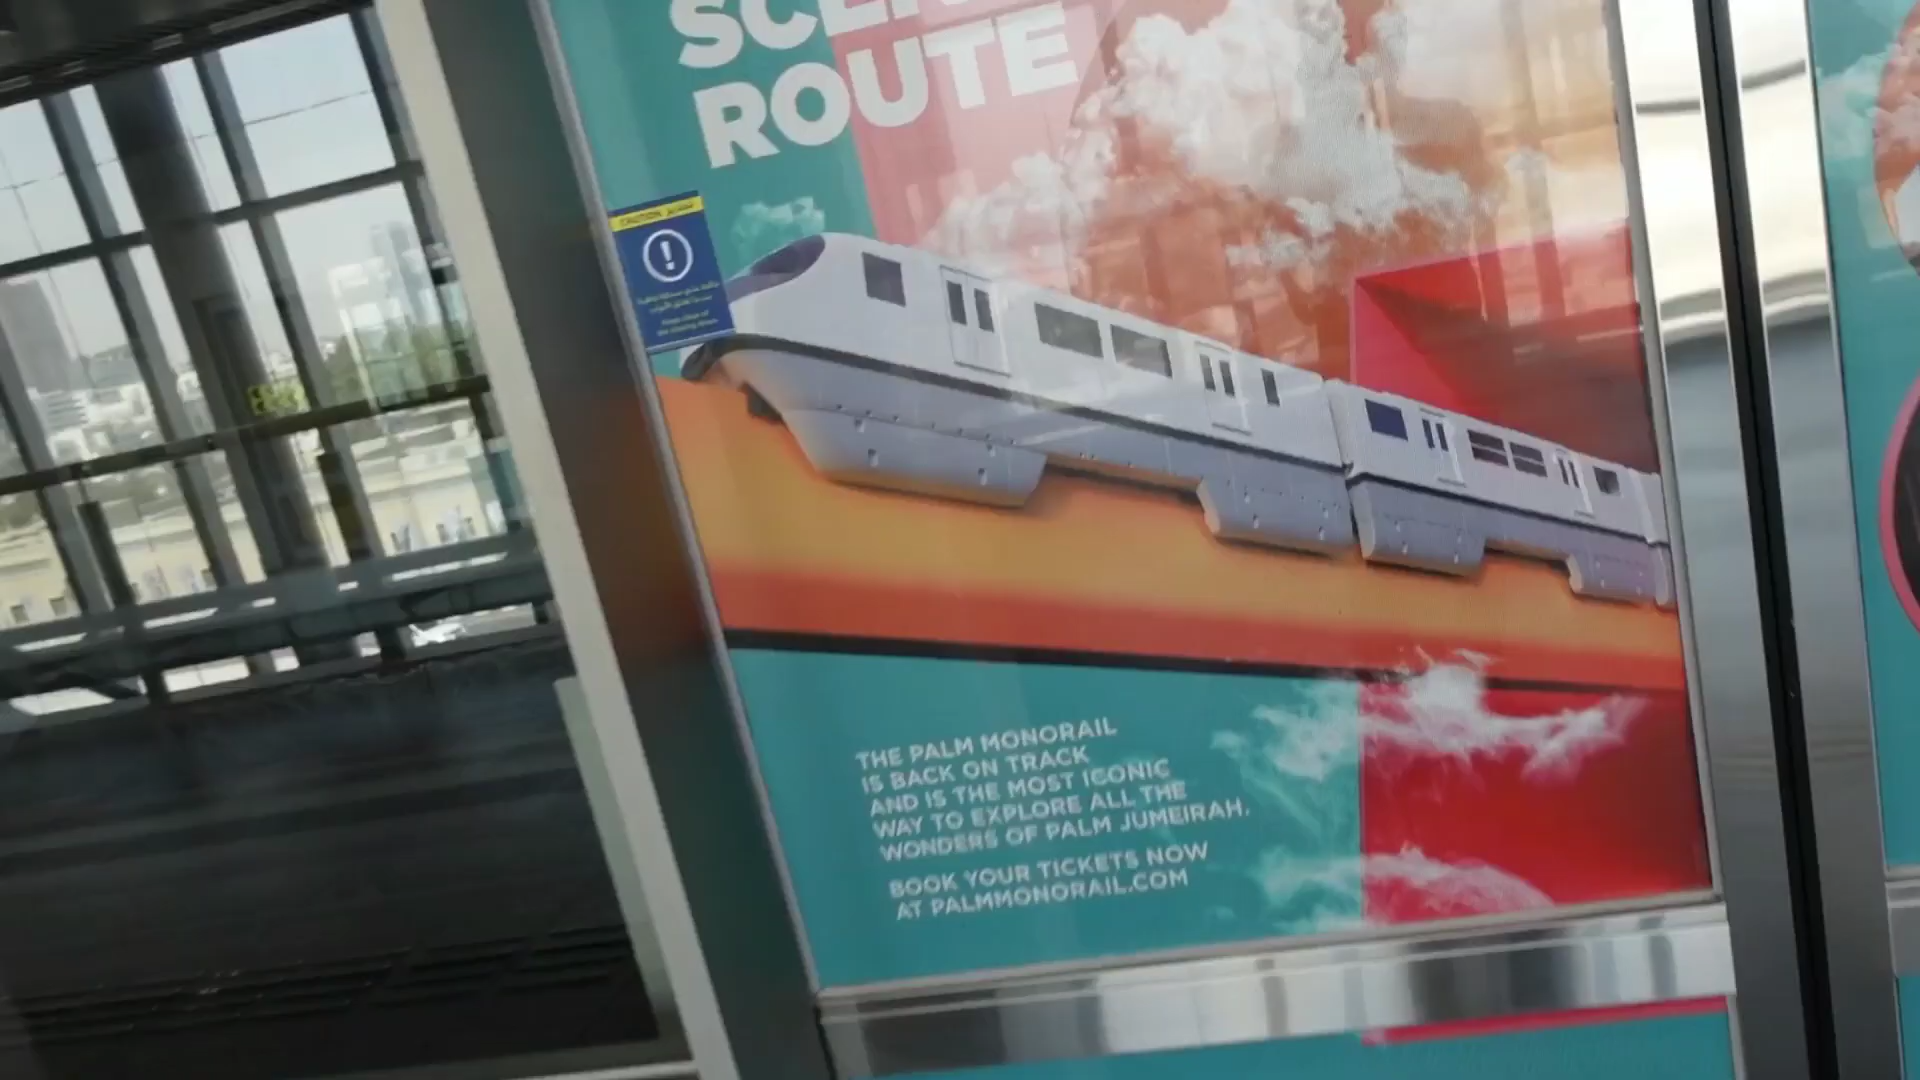 ROUTE
CAUTION
THE PALM MONORAIL
IS BACK ON TRACK
AND IS THE MOST ICONIC
WAY TO EXPLORE ALL THE
WONDERS OF PALM JUMEIRAH.
BOOK YOUR TICKETS NOW
AT PALMMONORAIL.COM